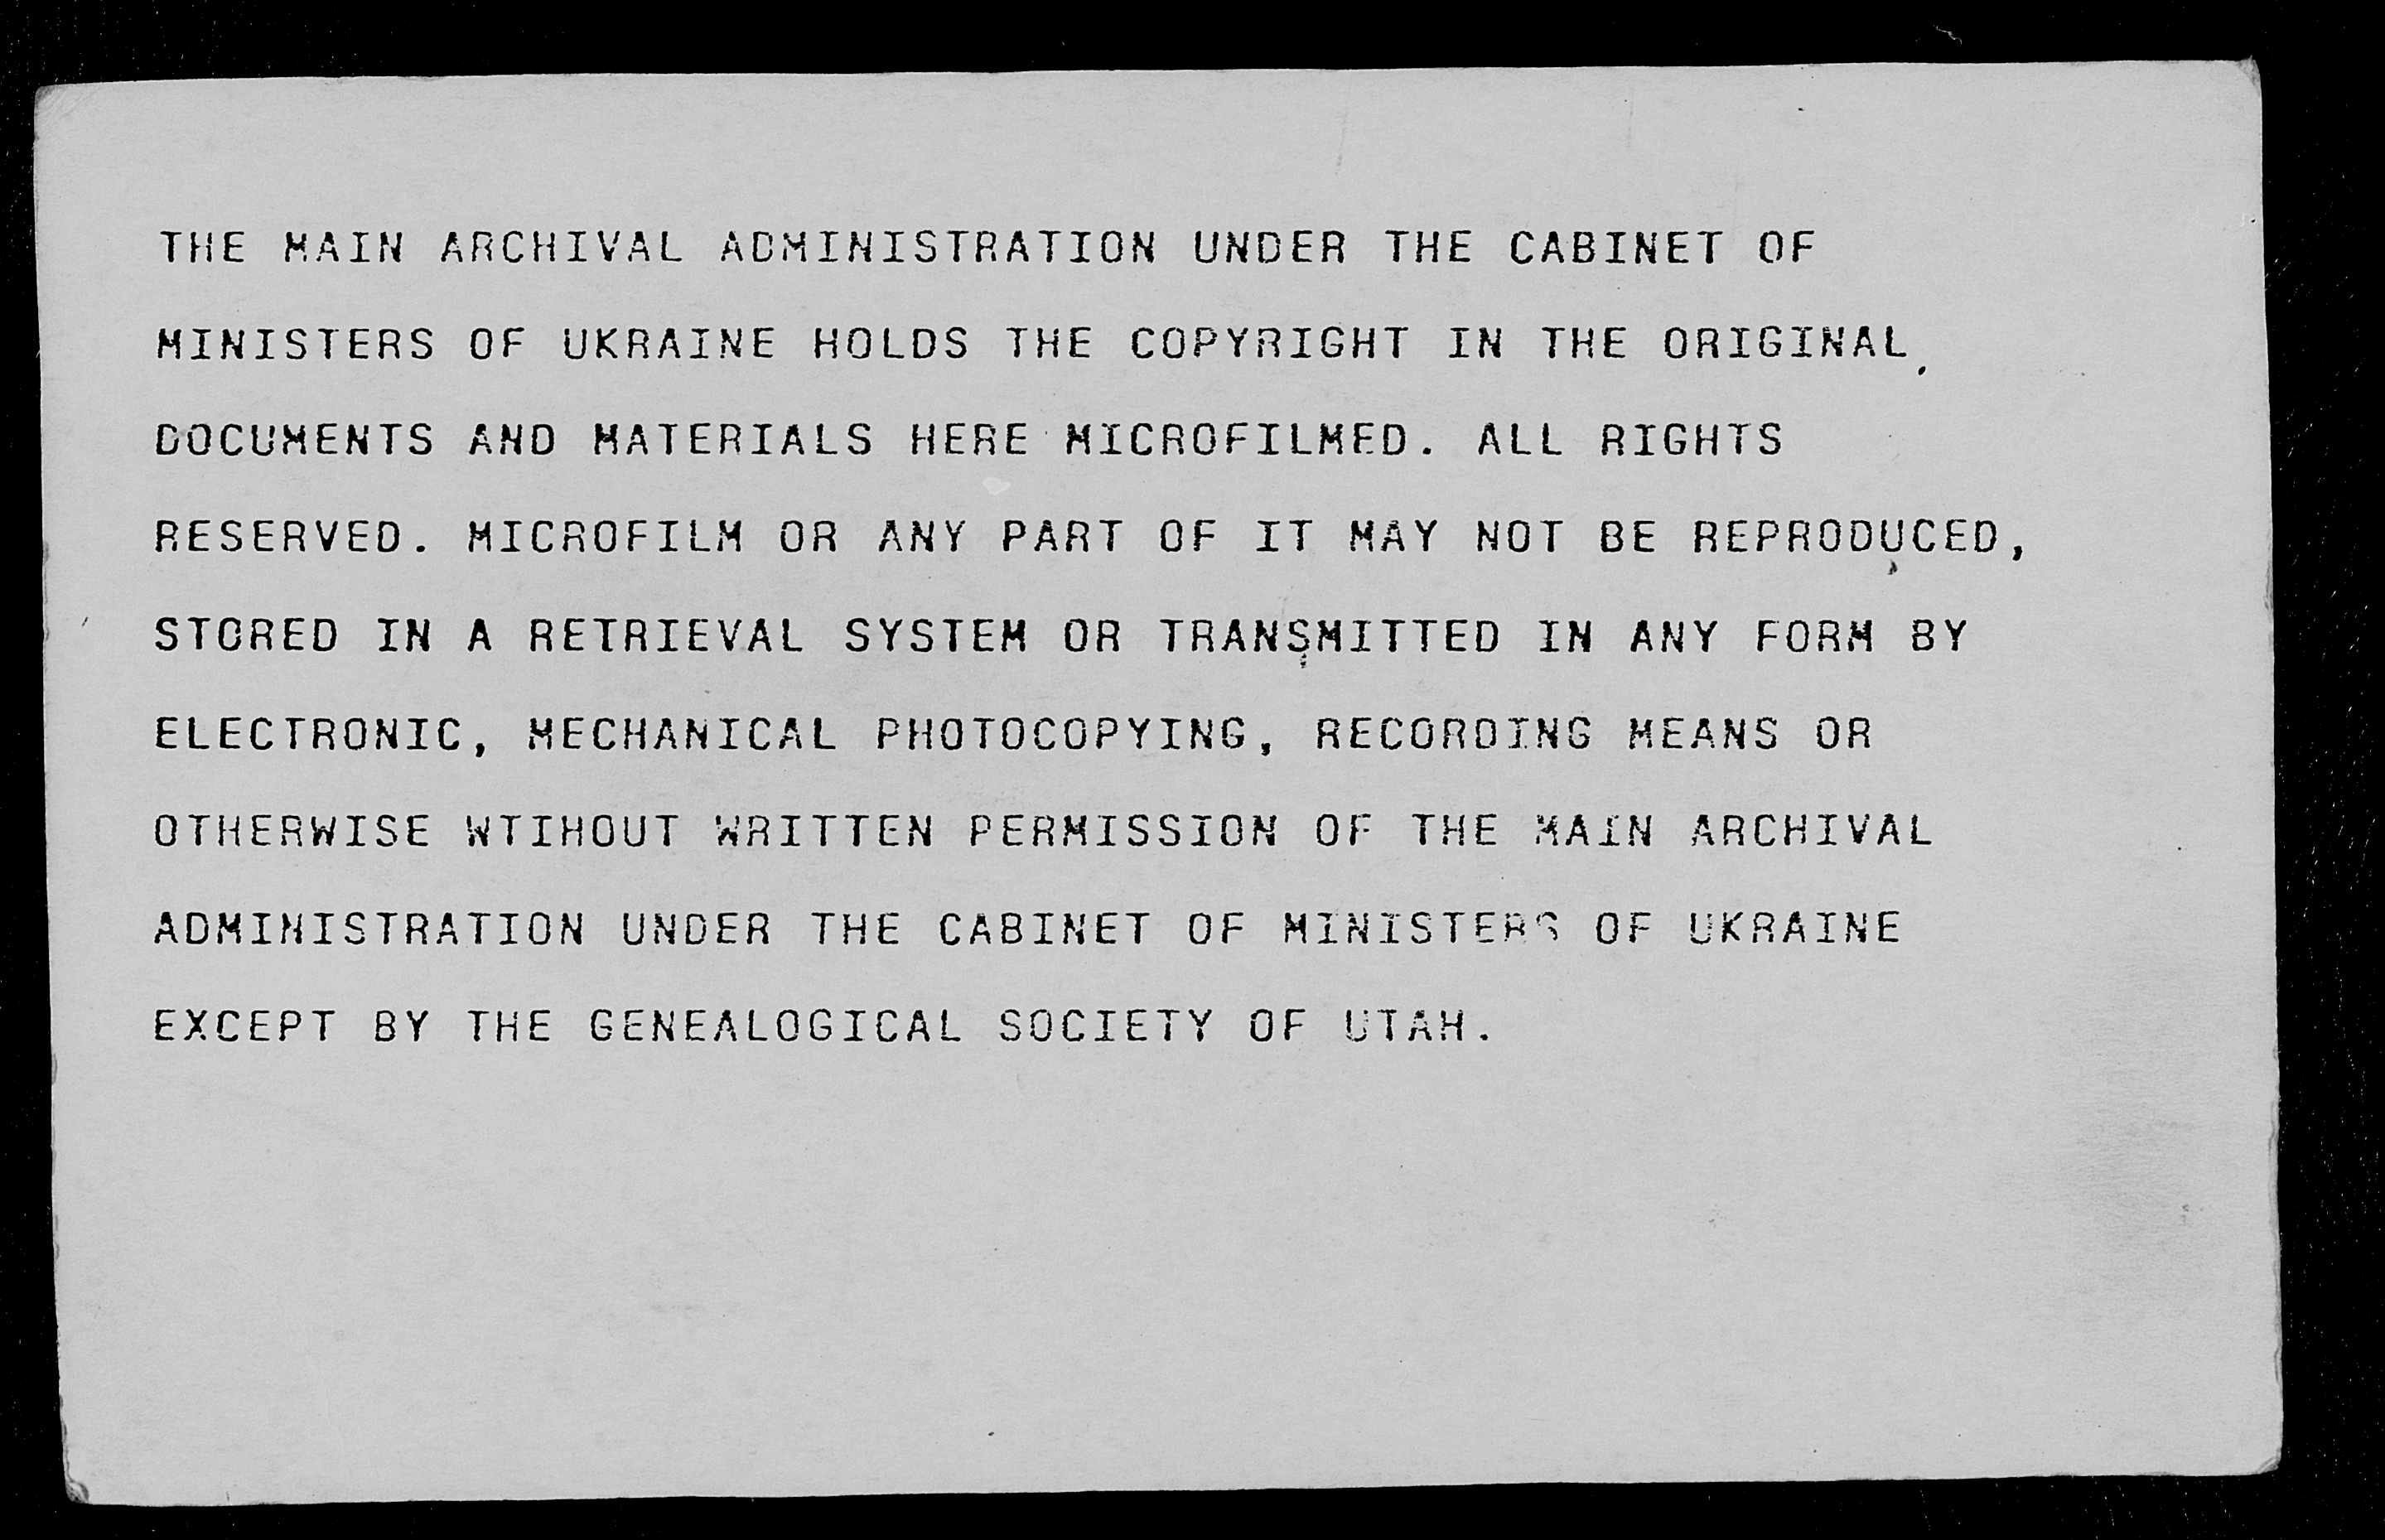 THE MAIN ARCHIVAL ADMINISTRATION UNDER THE CABINET OF
MINISTERS OF UKRAINE HOLDS THE COPYRIGHT IN THE ORIGINAL
DOCUMENTS AND MATERIALS HERE MICROFILMED. ALL RIGHTS
RESERVED. MICROFILM OR ANY PART OF IT MAY NOT BE REPRODUCED,
STORED IN A RETRIEVAL SYSTEM OR TRANSMITTED IN ANY FORM BY
ELECTRONIC, MECHANICAL PHOTOCOPYING, RECORDING MEANS OR
OTHERWISE WTIHOUT WRITTEN PERMISSION OF THE MAIN ARCHIVAL
ADMINISTRATION UNDER THE CABINET OF MINISTERS OF UKRAINE
EXCEPT BY THE GENEALOGICAL SOCIETY OF UTAH.